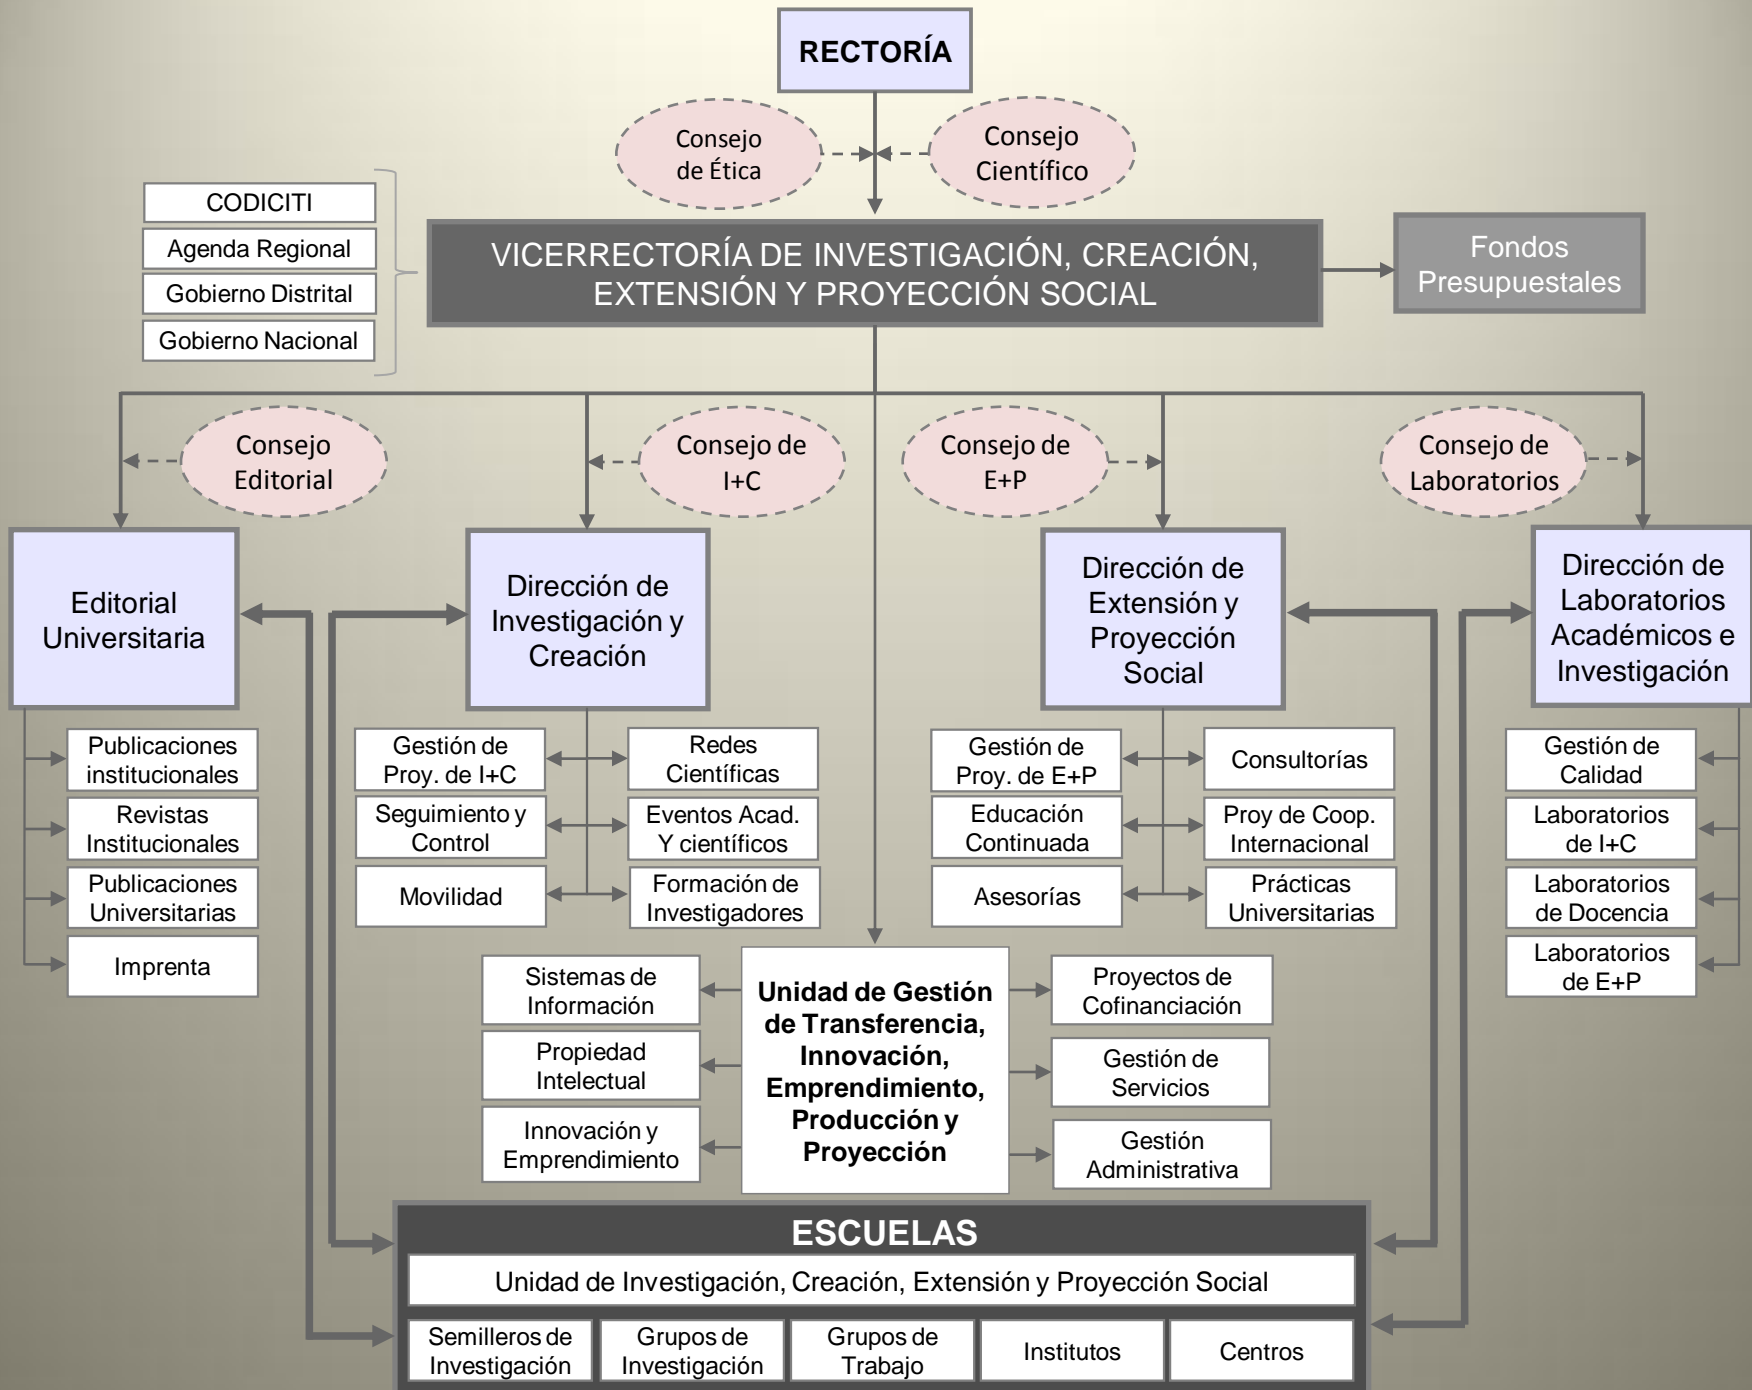 RECTORÍA
Consejo
de Ética
Consejo
Científico
CODICITI
Agenda Regional
Gobierno Distrital
Gobierno Nacional
VICERRECTORÍA DE INVESTIGACIÓN, CREACIÓN,
EXTENSIÓN Y PROYECCIÓN SOCIAL
Fondos
Presupuestales
Consejo
Editorial
Consejo de
I+C
Consejo de
E+P
Consejo de
Laboratorios
Editorial
Universitaria
Dirección de
Investigación y
Creación
Dirección de
Extensión y
Proyección
Social
Dirección de
Laboratorios
Académicos e
Investigación
Publicaciones
institucionales
Revistas
Institucionales
Publicaciones
Universitarias
Imprenta
Gestión de
Proy. de I+C
Seguimiento y
Control
Movilidad
Redes
Científicas
Eventos Acad.
Y científicos
Formación de
Investigadores
Gestión de
Proy. de E+P
Educación
Continuada
Asesorías
Consultorías
Proy de Coop.
Internacional
Prácticas
Universitarias
Gestión de
Calidad
Laboratorios
de I+C
Laboratorios
de Docencia
Laboratorios
de E+P
Sistemas de
Información
Propiedad
Intelectual
Innovación y
Emprendimiento
Unidad de Gestión
de Transferencia,
Innovación,
Emprendimiento,
Producción y
Proyección
Proyectos de
Cofinanciación
Gestión de
Servicios
Gestión
Administrativa
ESCUELAS
Unidad de Investigación, Creación, Extensión y Proyección Social
Semilleros de
Investigación
Grupos de
Investigación
Grupos de
Trabajo
Institutos
Centros